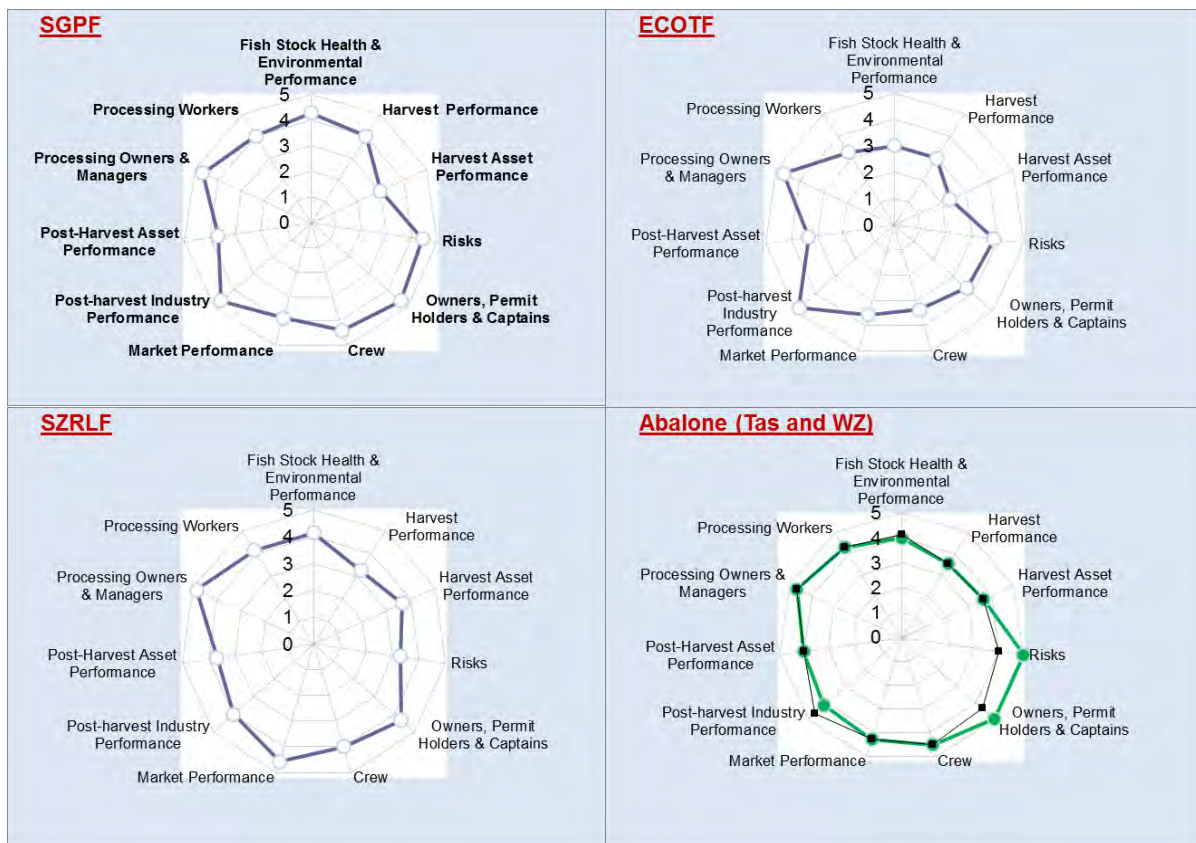 SGPF
Fish Stock Health &
Environmental
Performance
5
4
3
2
1
0
Harvest Performance
Harvest Asset
Performance
Risks
Owners, Permit
Holders & Captains
Crew
Market Performance
Post-harvest Industry
Performance
Post-Harvest Asset
Performance
Processing Owners &
Managers
Processing Workers
ECOTF
Fish Stock Health &
Environmental
Performance
5
4
3
2
1
0
Harvest
Performance
Harvest Asset
Performance
Risks
Owners, Permit
Holders & Captains
Crew
Market Performance
Post-harvest
Industry
Performance
Post-Harvest Asset
Performance
Processing Owners
& Managers
Processing Workers
SZRLF
Fish Stock Health &
Environmental
Performance
5
4
3
2
1
0
Harvest
Performance
Harvest Asset
Performance
Risks
Owners, Permit
Holders & Captains
Crew
Market Performance
Post-harvest Industry
Performance
Post-Harvest Asset
Performance
Processing Owners
& Managers
Processing Workers
Abalone (Tas and WZ)
Fish Stock Health &
Environmental
Performance
5
4
3
2
1
0
Harvest
Performance
Harvest Asset
Performance
Risks
Owners, Permit
Holders & Captains
Crew
Market Performance
Post-harvest Industry
Performance
Post-Harvest Asset
Performance
Processing Owners &
Managers
Processing Workers